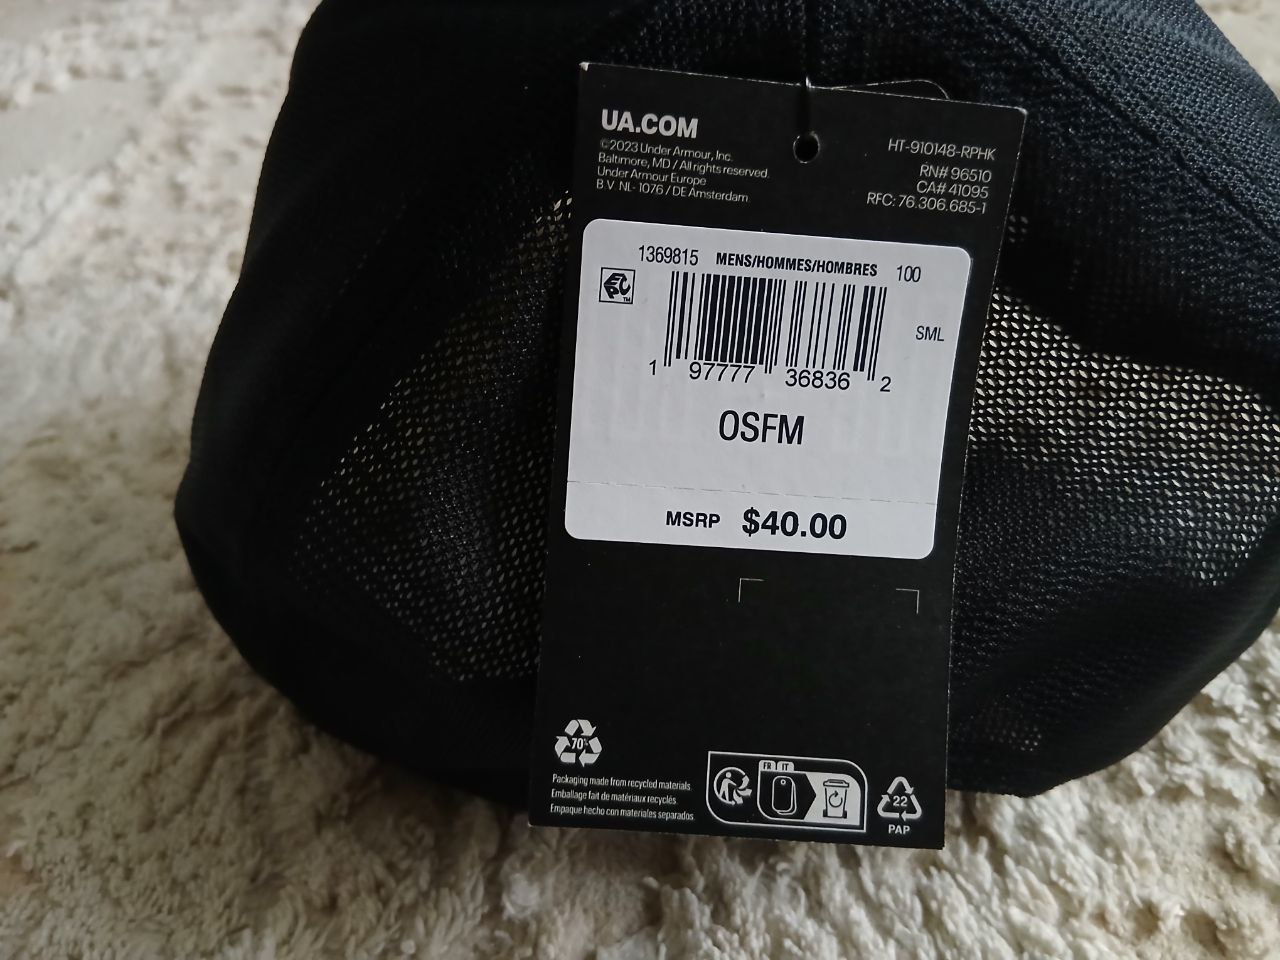 UA.COM
©2023 Under Armour, Inc.
Baltimore, MD / All rights reserved.
Under Armour Europe
B.V NL- 1076 / DE Amsterdam
HT-910148-RPHK
RN# 96510
CA# 41095
RFC: 76.306.685-1
1369815 MENS/HOMMES/HOMBRES 100
EPC™
SML
1 97777 36836 2
OSFM
MSRP $40.00
70%
Packaging made from recycled materials
Emballage fait de matériaux recyclés
Empaque hecho con materiales separados
FR IT
22
PAP